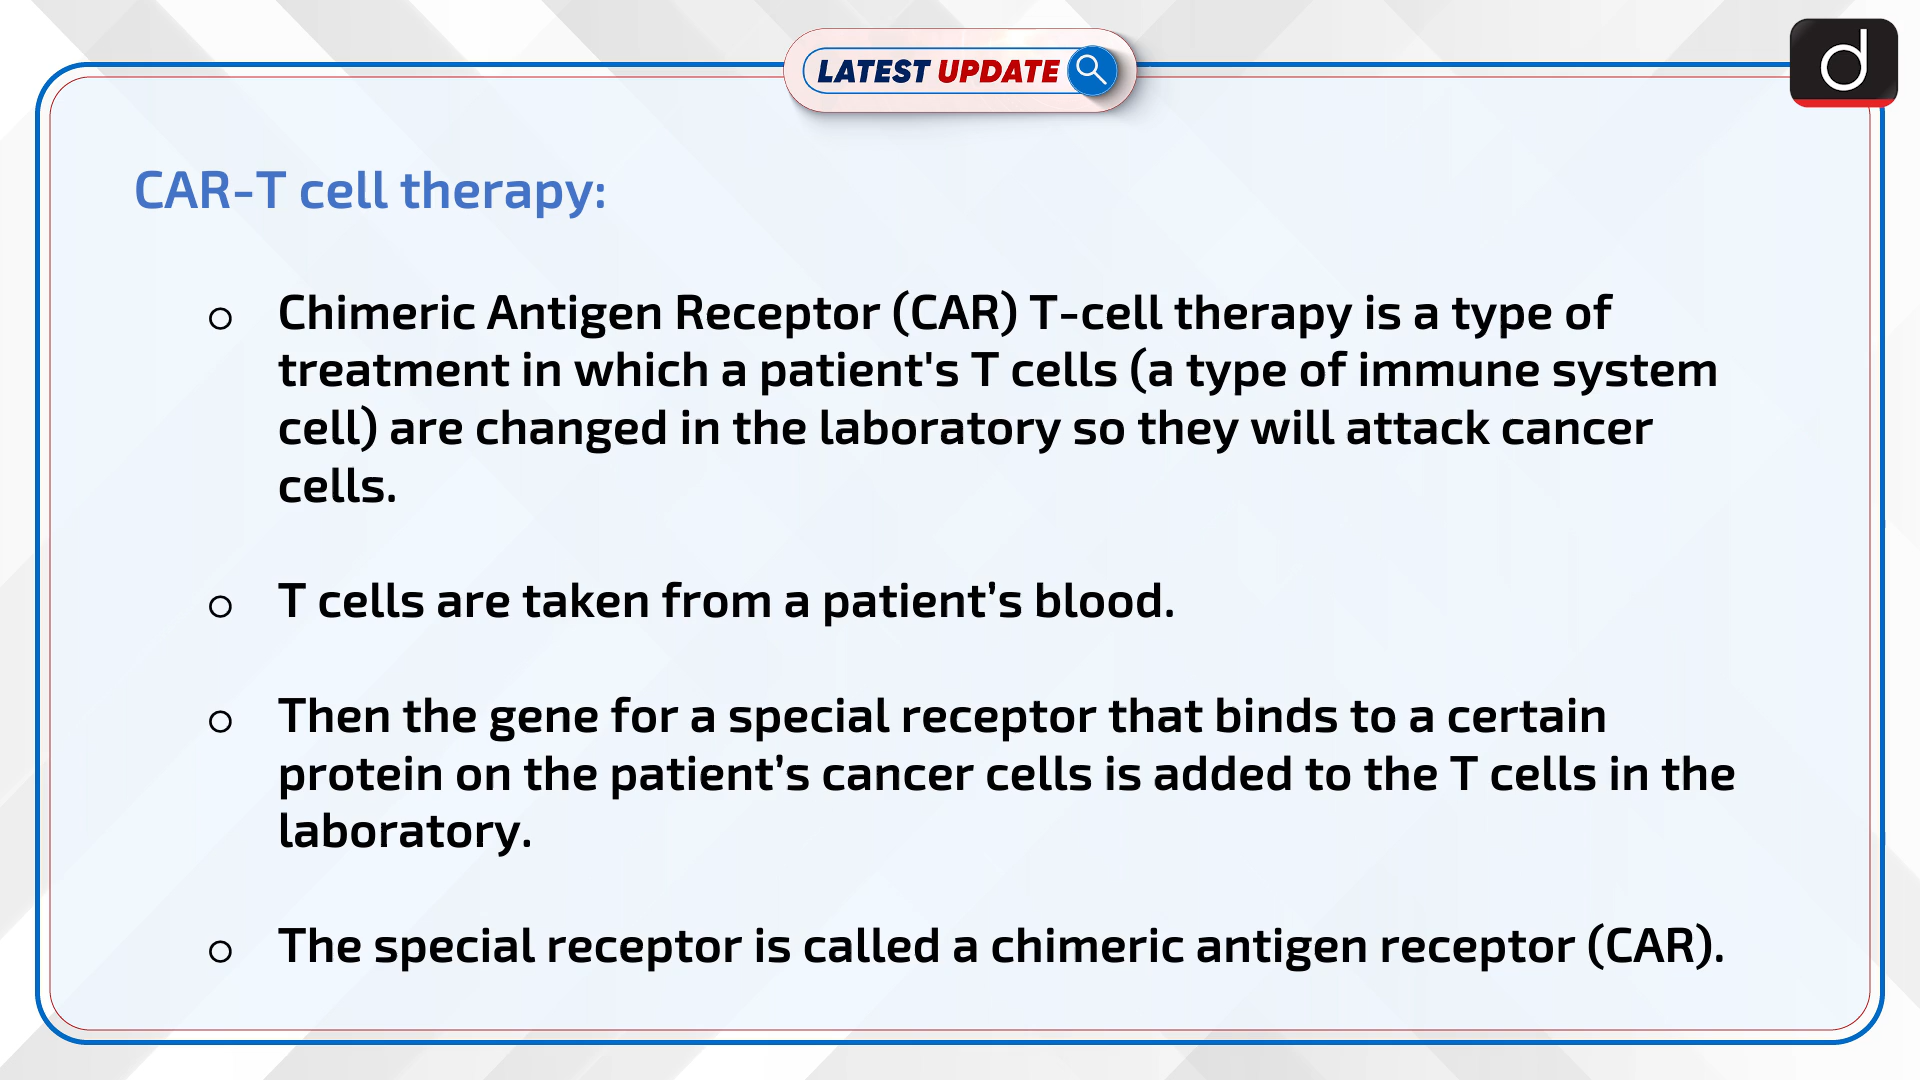 LATEST UPDATE
d
CAR-T cell therapy:
○ Chimeric Antigen Receptor (CAR) T-cell therapy is a type of
treatment in which a patient's T cells (a type of immune system
cell) are changed in the laboratory so they will attack cancer
cells.
○ T cells are taken from a patient’s blood.
○ Then the gene for a special receptor that binds to a certain
protein on the patient’s cancer cells is added to the T cells in the
laboratory.
○ The special receptor is called a chimeric antigen receptor (CAR).